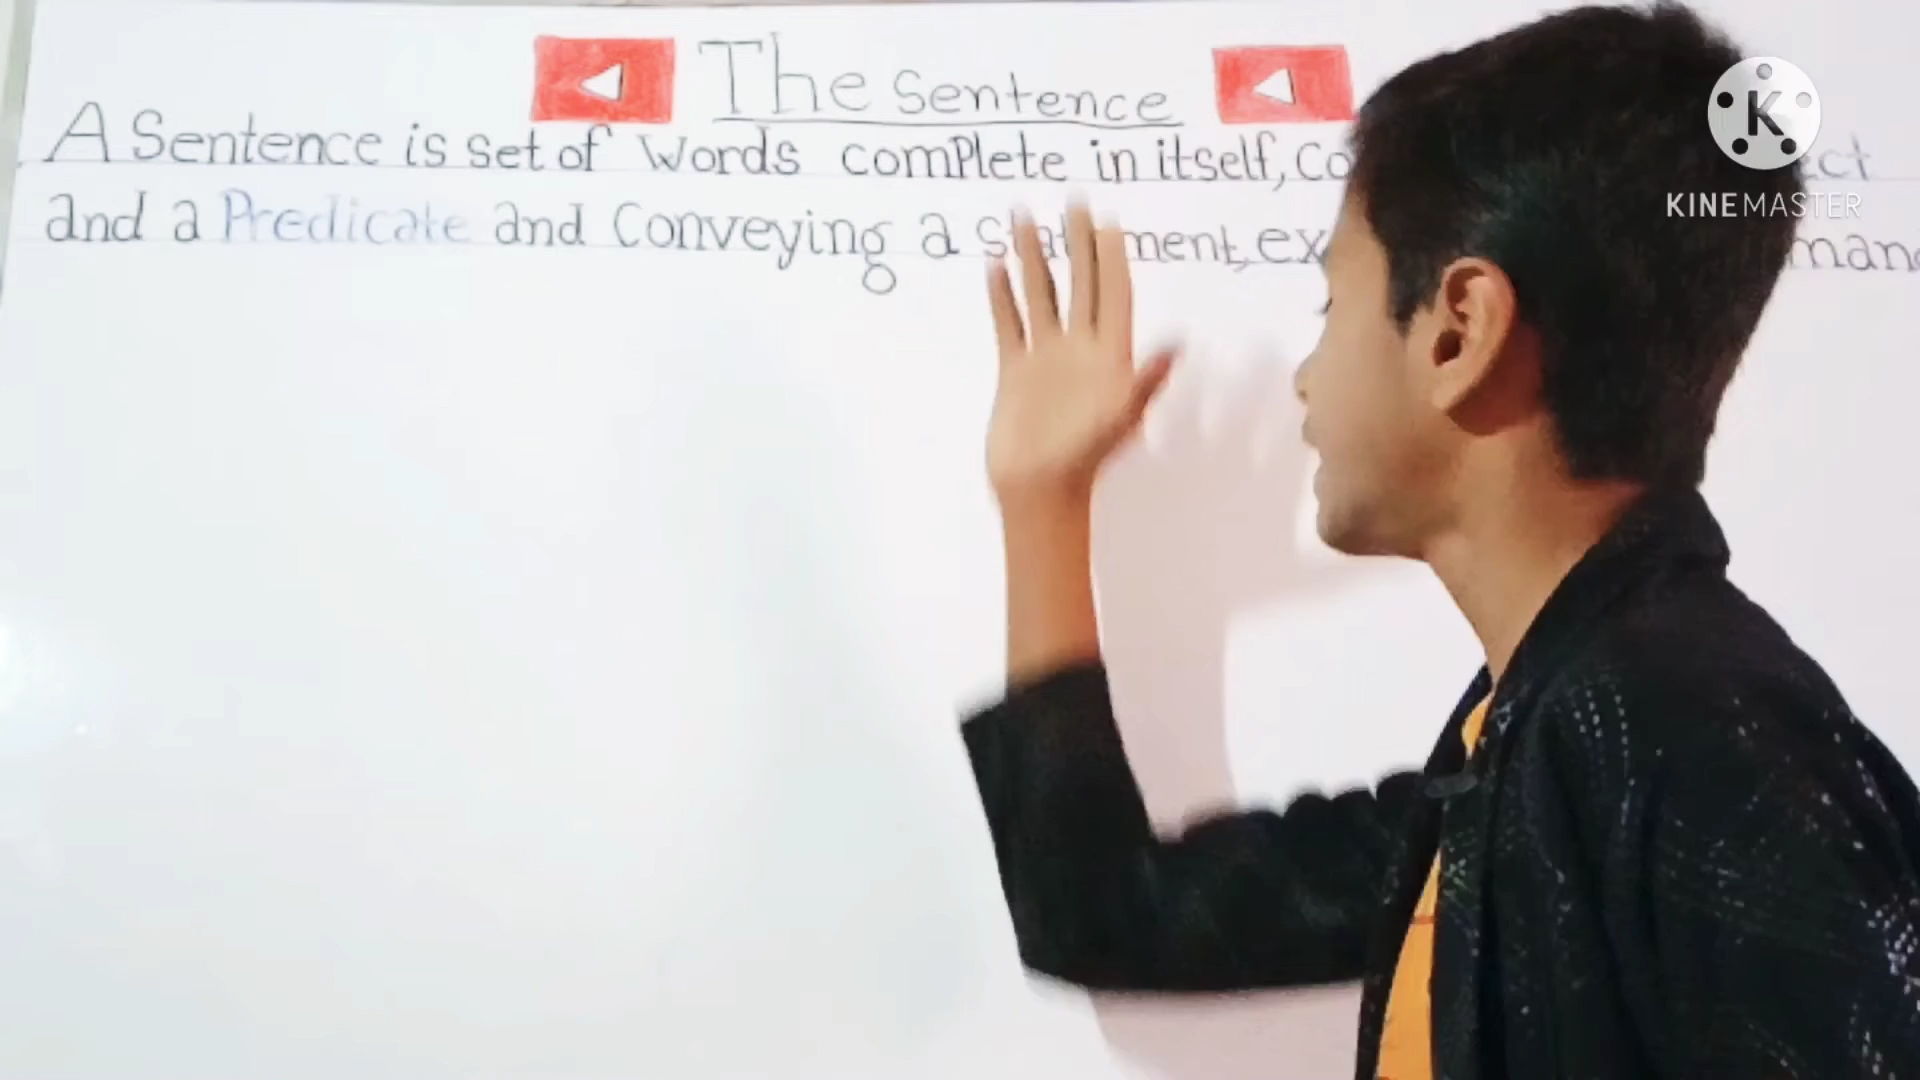 The Sentence
A Sentence is set of Words complete in itself,
and a Predicate and Conveying a
K
KINEMASTER